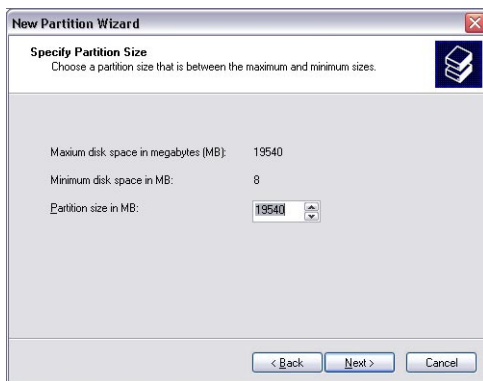 New Partition Wizard
Specify Partition Size
Choose a partition size that is between the maximum and minimum sizes.
Maxium disk space in megabytes (MB): 19540
Minimum disk space in MB: 8
Partition size in MB: 19540
< Back Next > Cancel